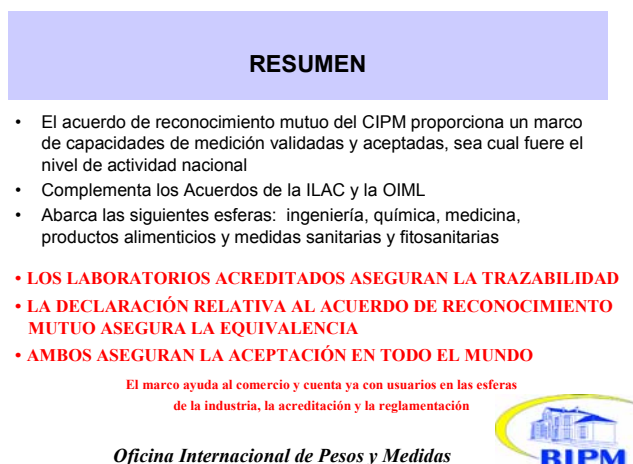 RESUMEN
• El acuerdo de reconocimiento mutuo del CIPM proporciona un marco
de capacidades de medición validadas y aceptadas, sea cual fuere el
nivel de actividad nacional
• Complementa los Acuerdos de la ILAC y la OIML
• Abarca las siguientes esferas: ingeniería, química, medicina,
productos alimenticios y medidas sanitarias y fitosanitarias
• LOS LABORATORIOS ACREDITADOS ASEGURAN LA TRAZABILIDAD
• LA DECLARACIÓN RELATIVA AL ACUERDO DE RECONOCIMIENTO
MUTUO ASEGURA LA EQUIVALENCIA
• AMBOS ASEGURAN LA ACEPTACIÓN EN TODO EL MUNDO
El marco ayuda al comercio y cuenta ya con usuarios en las esferas
de la industria, la acreditación y la reglamentación
Oficina Internacional de Pesos y Medidas
BIPM